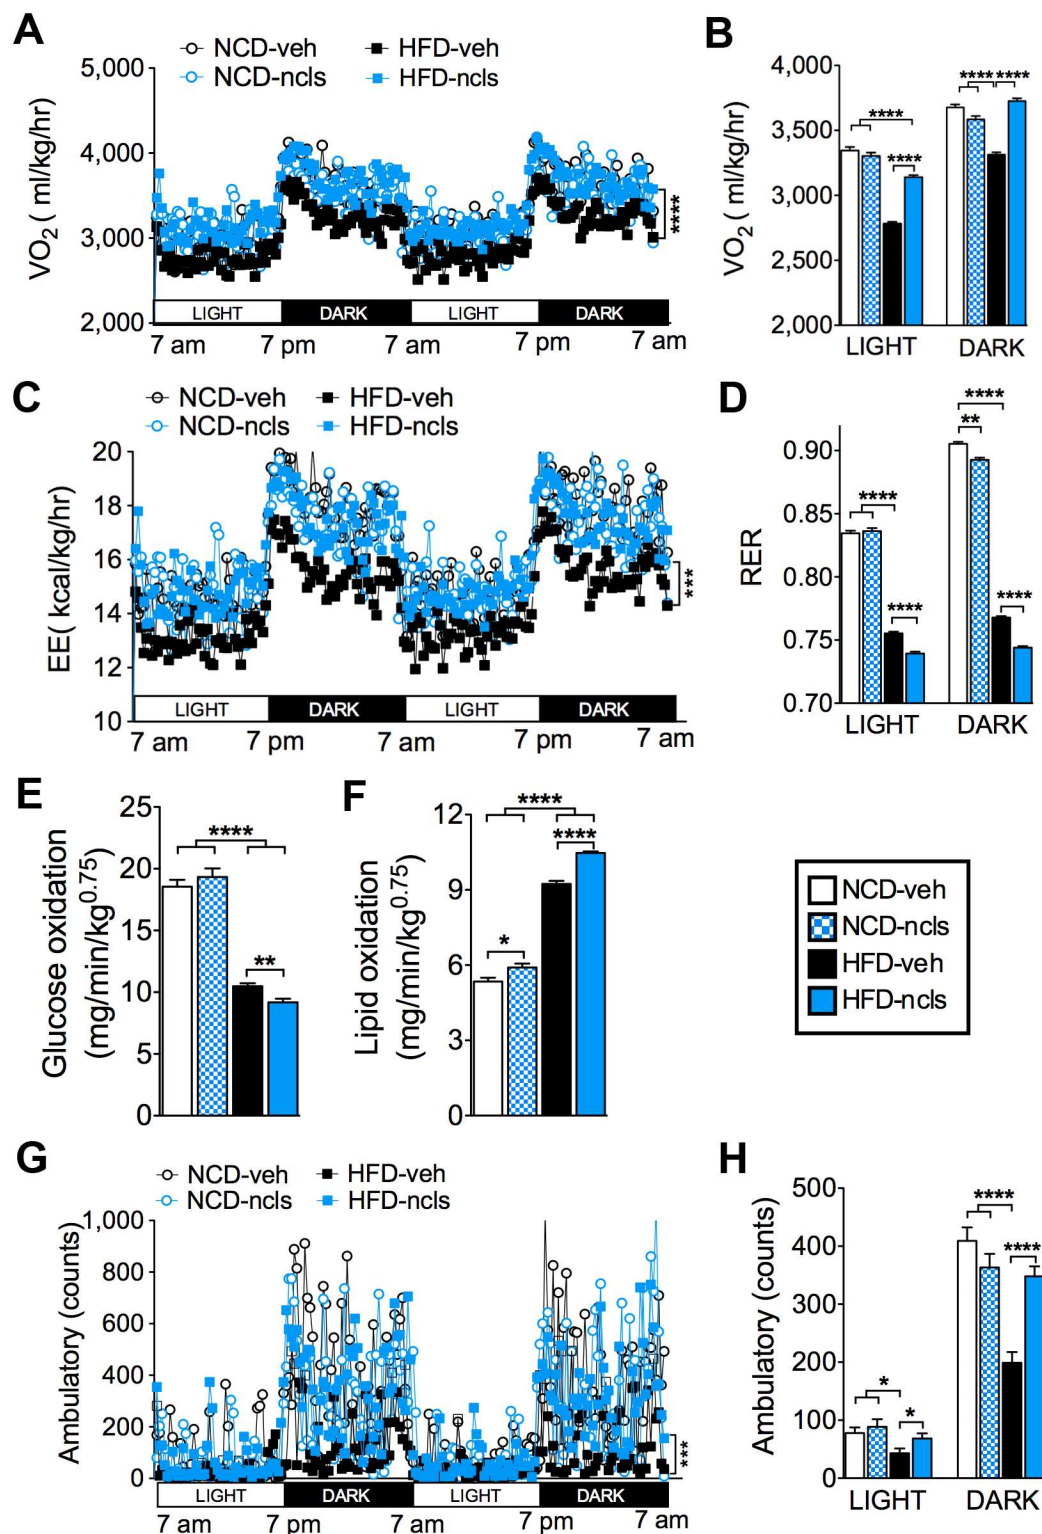 A
NCD-veh
HFD-veh
NCD-ncls
HFD-ncls
5,000
4,000
3,000
2,000
VO2( ml/kg/hr)
****
LIGHT
DARK
LIGHT
DARK
7 am
7 pm
7 am
7 pm
7 am
B
4,000
3,500
3,000
2,500
2,000
VO2( ml/kg/hr)
****
****
****
****
LIGHT
DARK
C
NCD-veh
HFD-veh
NCD-ncls
HFD-ncls
20
18
16
14
12
10
EE( kcal/kg/hr)
***
LIGHT
DARK
LIGHT
DARK
7 am
7 pm
7 am
7 pm
7 am
D
0.90
0.85
0.80
0.75
0.70
RER
****
**
****
****
****
LIGHT
DARK
E
25
20
15
10
5
0
Glucose oxidation
(mg/min/kg0.75)
****
**
F
12
9
6
3
0
Lipid oxidation
(mg/min/kg0.75)
****
****
*
NCD-veh
NCD-ncls
HFD-veh
HFD-ncls
G
NCD-veh
HFD-veh
NCD-ncls
HFD-ncls
1,000
800
600
400
200
0
Ambulatory (counts)
***
LIGHT
DARK
LIGHT
DARK
7 am
7 pm
7 am
7 pm
7 am
H
500
400
300
200
100
0
Ambulatory (counts)
****
****
*
*
LIGHT
DARK